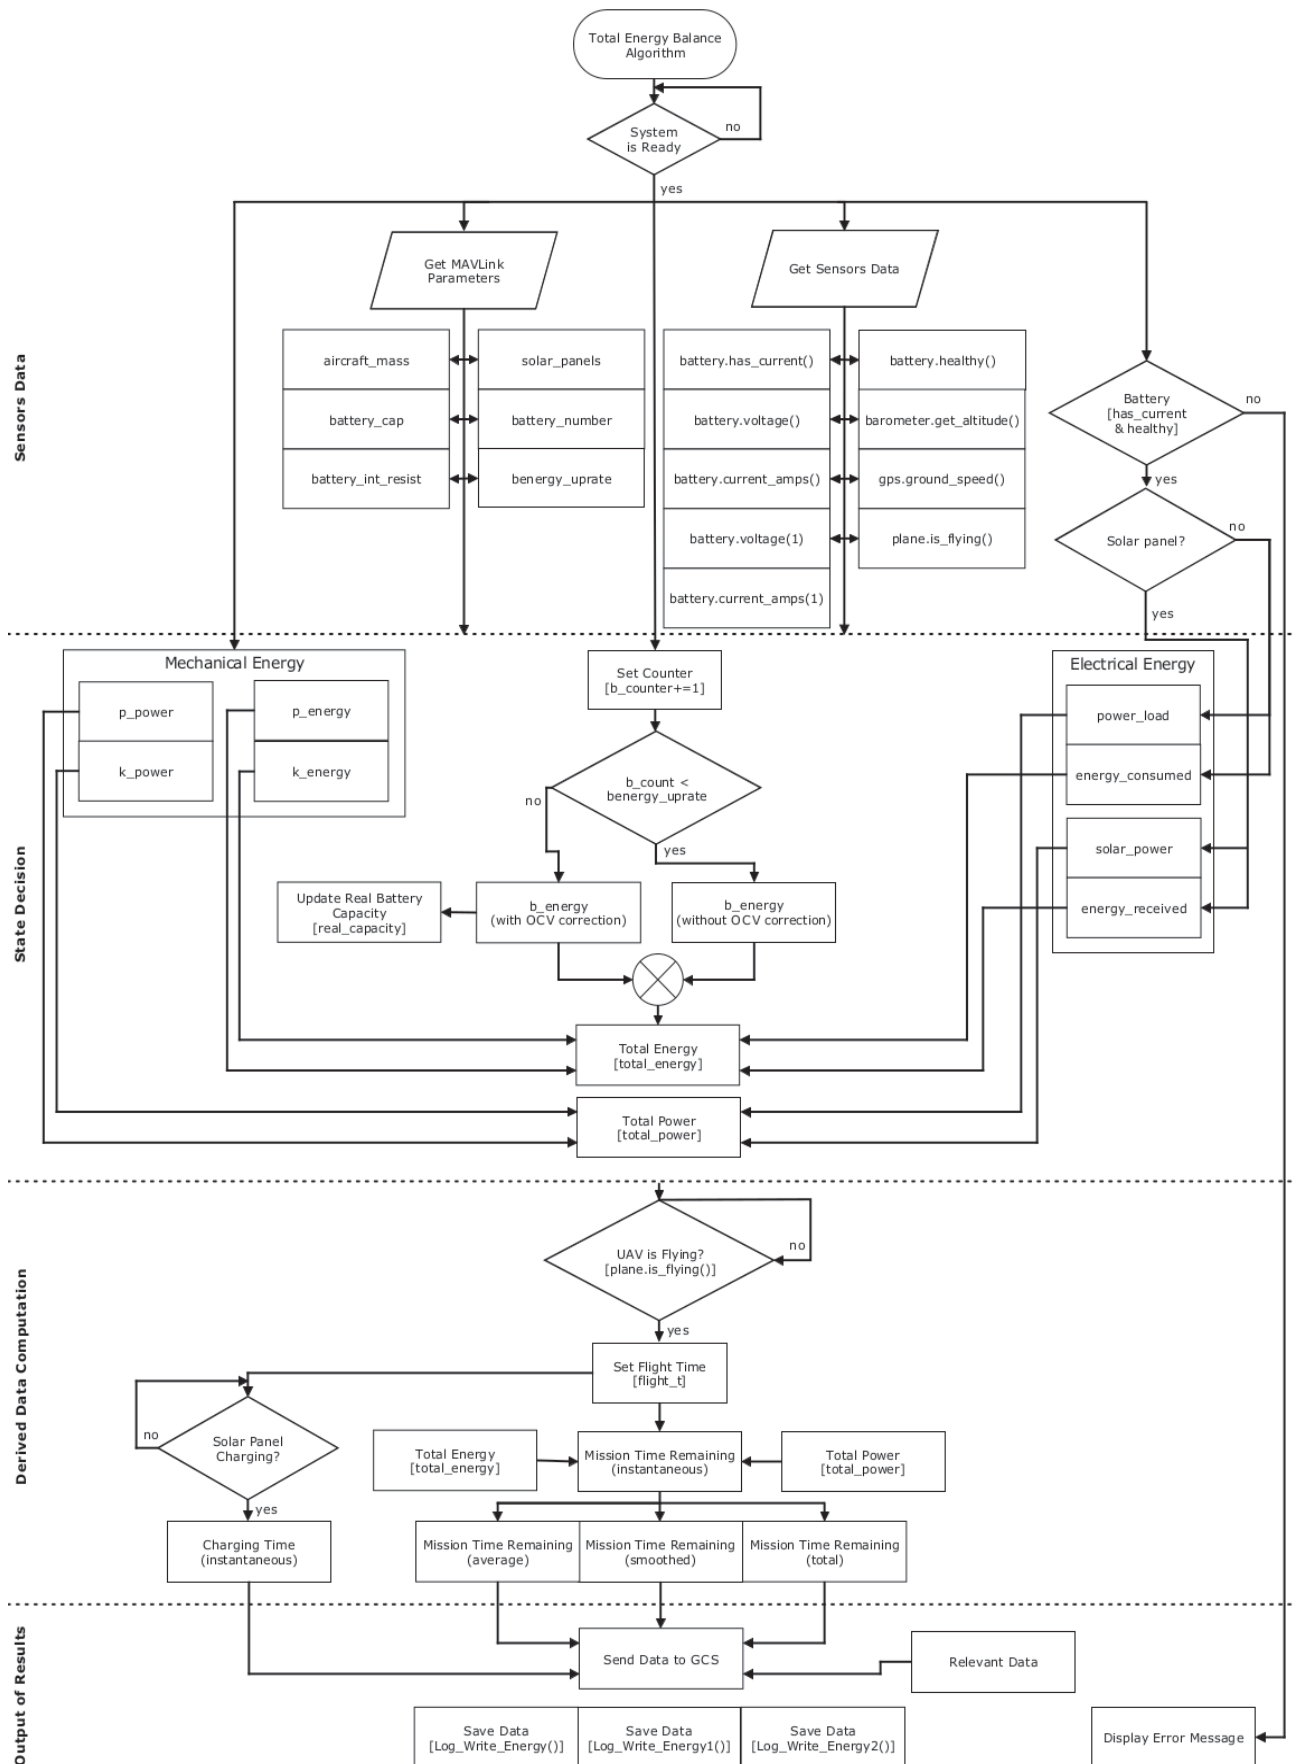 Total Energy Balance
Algorithm
System
is Ready
no
yes
Get MAVLink
Parameters
Get Sensors Data
Sensors Data
aircraft_mass
solar_panels
battery_cap
battery_number
battery_int_resist
benergy_uprate
battery.has_current()
battery.healthy()
battery.voltage()
barometer.get_altitude()
battery.current_amps()
gps.ground_speed()
battery.voltage(1)
plane.is_flying()
battery.current_amps(1)
Battery
[has_current
& healthy]
no
yes
Solar panel?
no
yes
State Decision
Mechanical Energy
p_power
p_energy
k_power
k_energy
Set Counter
[b_counter+=1]
b_count <
benergy_uprate
no
yes
Update Real Battery
Capacity
[real_capacity]
b_energy
(with OCV correction)
b_energy
(without OCV correction)
Electrical Energy
power_load
energy_consumed
solar_power
energy_received
Total Energy
[total_energy]
Total Power
[total_power]
Derived Data Computation
UAV is Flying?
[plane.is_flying()]
no
yes
Set Flight Time
[flight_t]
Solar Panel
Charging?
no
yes
Total Energy
[total_energy]
Mission Time Remaining
(instantaneous)
Total Power
[total_power]
Charging Time
(instantaneous)
Mission Time Remaining
(average)
Mission Time Remaining
(smoothed)
Mission Time Remaining
(total)
Output of Results
Send Data to GCS
Relevant Data
Save Data
[Log_Write_Energy()]
Save Data
[Log_Write_Energy1()]
Save Data
[Log_Write_Energy2()]
Display Error Message